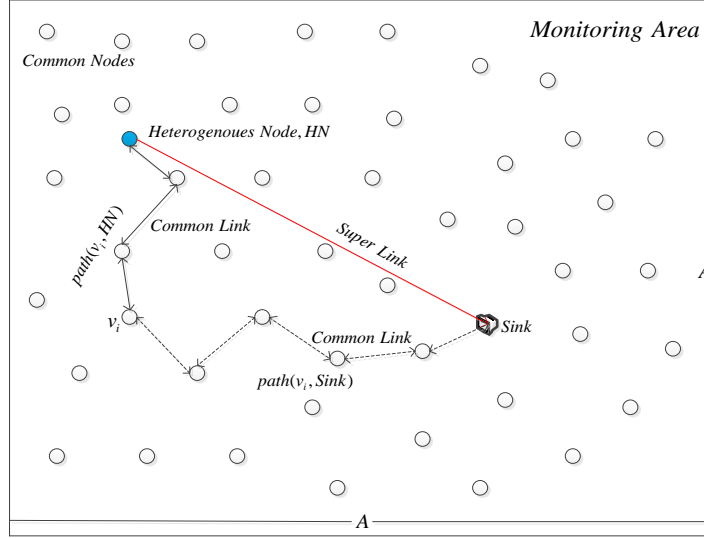 Monitoring Area
Common Nodes
Heterogenoues Node, HN
path(v_i, HN)
Common Link
Super Link
A
v_i
Common Link
Sink
path(v_i, Sink)
A